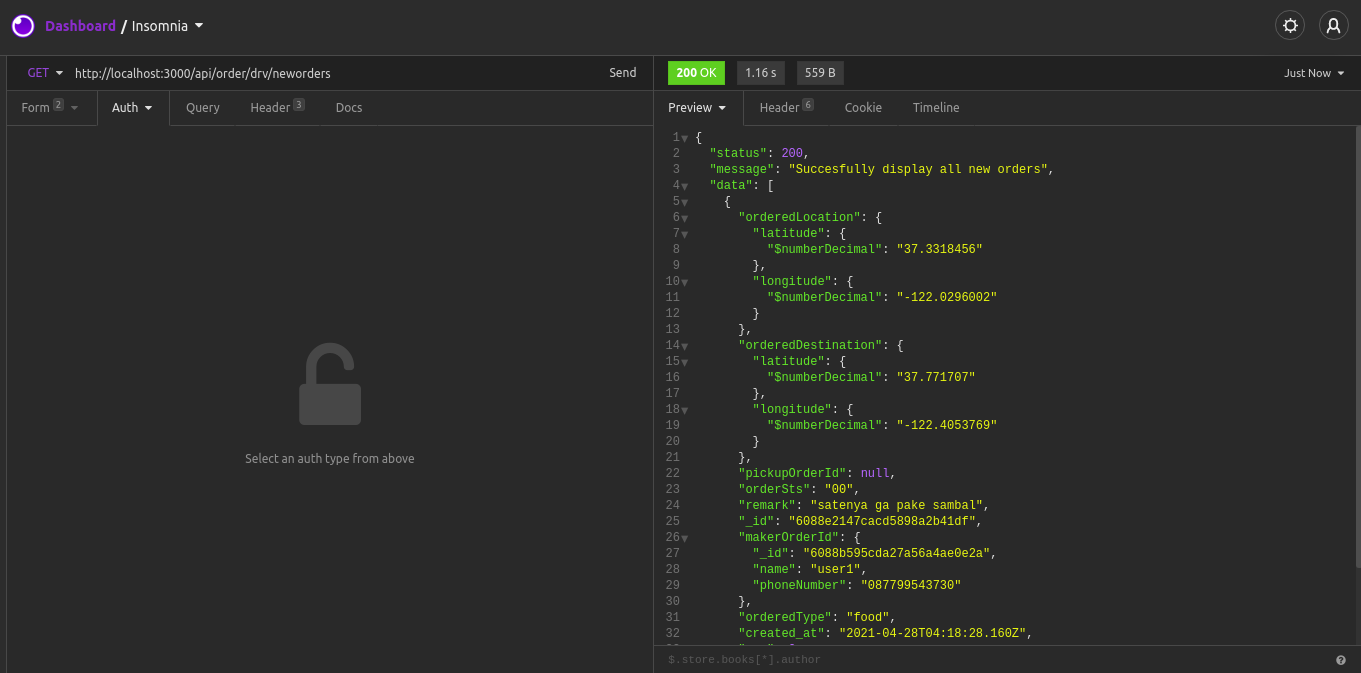 Dashboard / Insomnia
GET http://localhost:3000/api/order/drv/neworders Send
Form 2 Auth Query Header 3 Docs
Select an auth type from above
200 OK 1.16 s 559 B Just Now
Preview Header 6 Cookie Timeline
1 {
2 "status": 200,
3 "message": "Succesfully display all new orders",
4 "data": [
5 {
6 "orderedLocation": {
7 "latitude": {
8 "$numberDecimal": "37.3318456"
9 },
10 "longitude": {
11 "$numberDecimal": "-122.0296002"
12 }
13 },
14 "orderedDestination": {
15 "latitude": {
16 "$numberDecimal": "37.771707"
17 },
18 "longitude": {
19 "$numberDecimal": "-122.4053769"
20 }
21 },
22 "pickupOrderId": null,
23 "orderSts": "00",
24 "remark": "satenya ga pake sambal",
25 "_id": "6088e2147cacd5898a2b41df",
26 "makerOrderId": {
27 "_id": "6088b595cda27a56a4ae0e2a",
28 "name": "user1",
29 "phoneNumber": "087799543730"
30 },
31 "orderedType": "food",
32 "created_at": "2021-04-28T04:18:28.160Z",
$.store.books[*].author